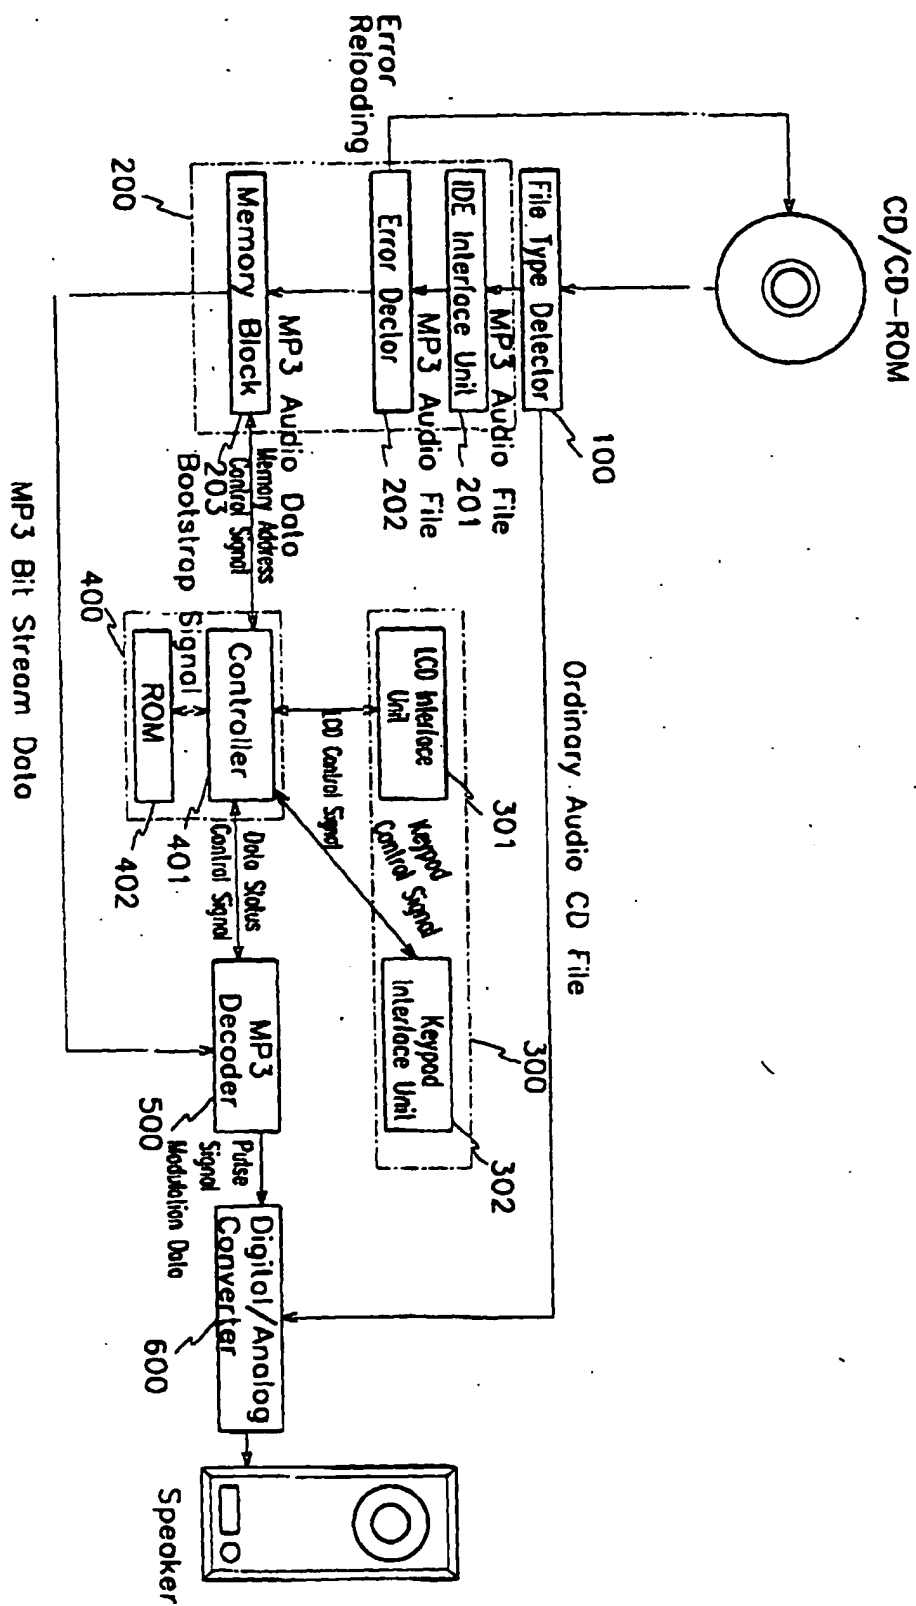 CD/CD-ROM
Error
Reloading
File Type Detector
100
MP3 Audio File
IDE Interface Unit
201
MP3 Audio File
Error Dector
202
MP3 Audio Data
Memory Block
203
200
Memory Address
Control Signal
Bootstrap Signal
Ordinary Audio CD File
LCD Interface
Unit
301
Keypad
Control Signal
Keypad
Interface Unit
302
300
LCD Control Signal
Controller
401
ROM
402
400
Data Status
Control Signal
MP3 Bit Stream Data
MP3
Decoder
500
Pulse
Signal
Modulation Data
Digital/Analog
Converter
600
Speaker